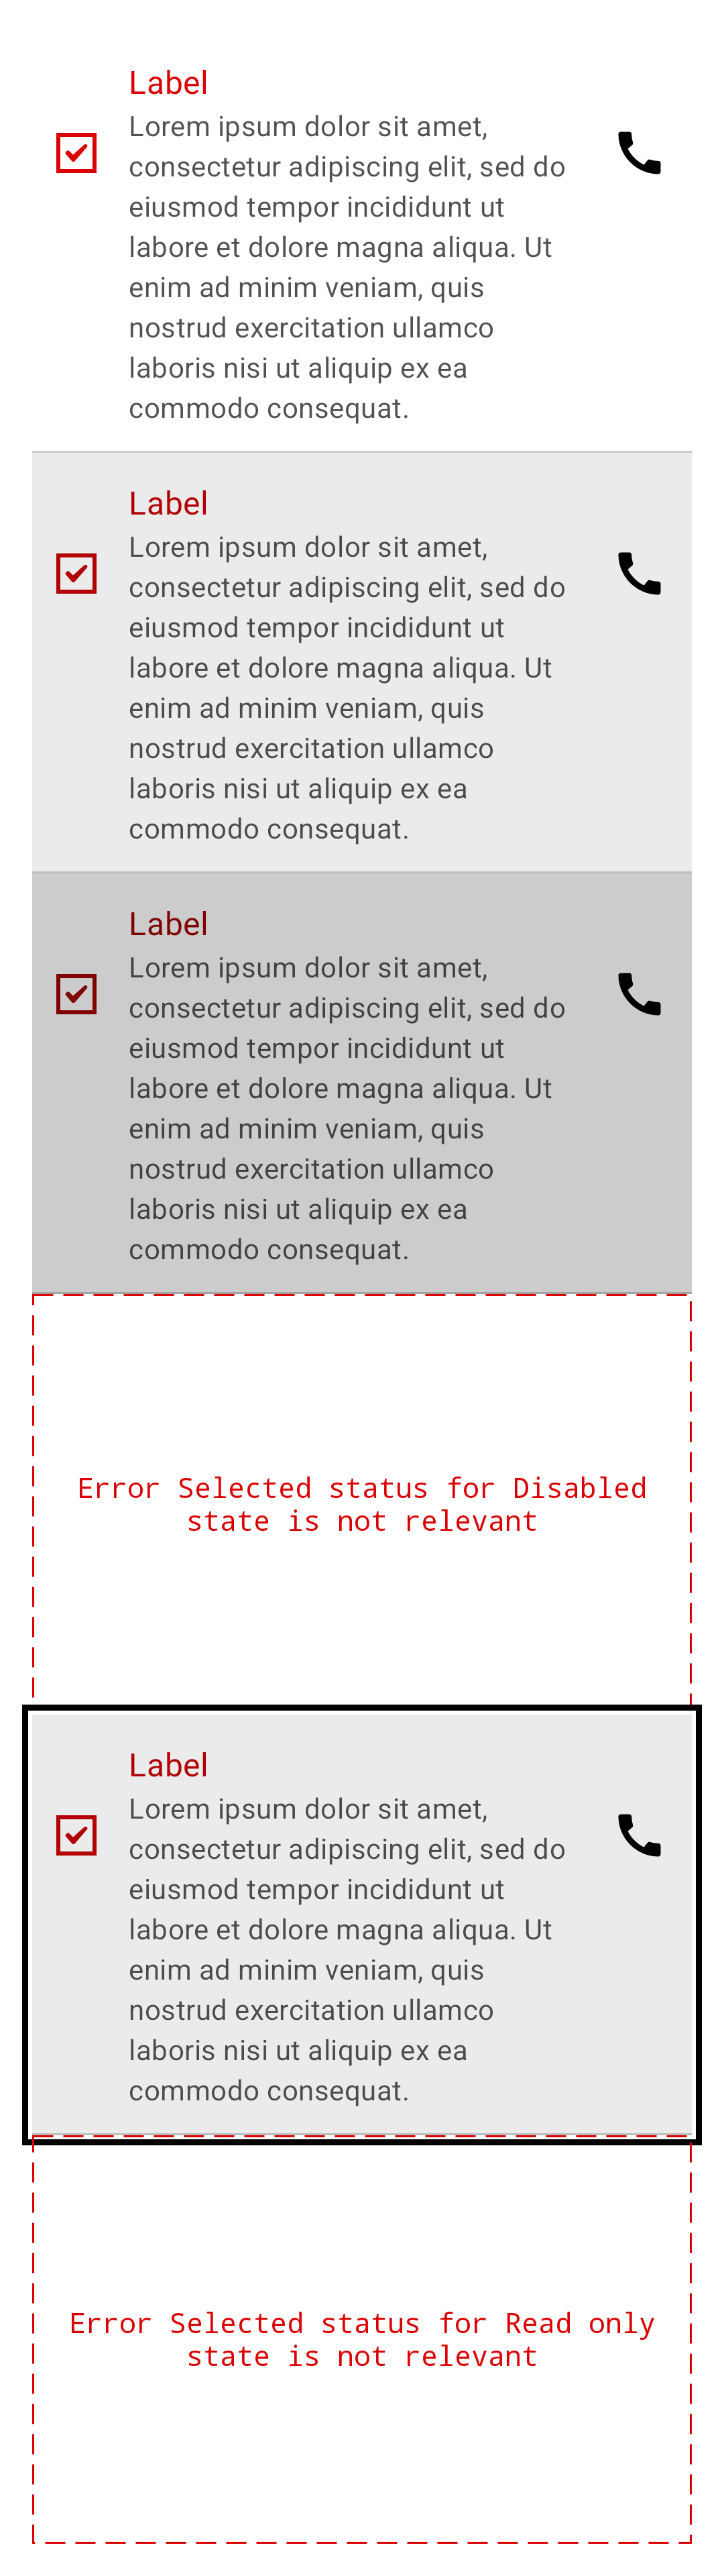 Label
Lorem ipsum dolor sit amet,
consectetur adipiscing elit, sed do
eiusmod tempor incididunt ut
labore et dolore magna aliqua. Ut
enim ad minim veniam, quis
nostrud exercitation ullamco
laboris nisi ut aliquip ex ea
commodo consequat.
Label
Lorem ipsum dolor sit amet,
consectetur adipiscing elit, sed do
eiusmod tempor incididunt ut
labore et dolore magna aliqua. Ut
enim ad minim veniam, quis
nostrud exercitation ullamco
laboris nisi ut aliquip ex ea
commodo consequat.
Label
Lorem ipsum dolor sit amet,
consectetur adipiscing elit, sed do
eiusmod tempor incididunt ut
labore et dolore magna aliqua. Ut
enim ad minim veniam, quis
nostrud exercitation ullamco
laboris nisi ut aliquip ex ea
commodo consequat.
Error Selected status for Disabled
state is not relevant
Label
Lorem ipsum dolor sit amet,
consectetur adipiscing elit, sed do
eiusmod tempor incididunt ut
labore et dolore magna aliqua. Ut
enim ad minim veniam, quis
nostrud exercitation ullamco
laboris nisi ut aliquip ex ea
commodo consequat.
Error Selected status for Read only
state is not relevant